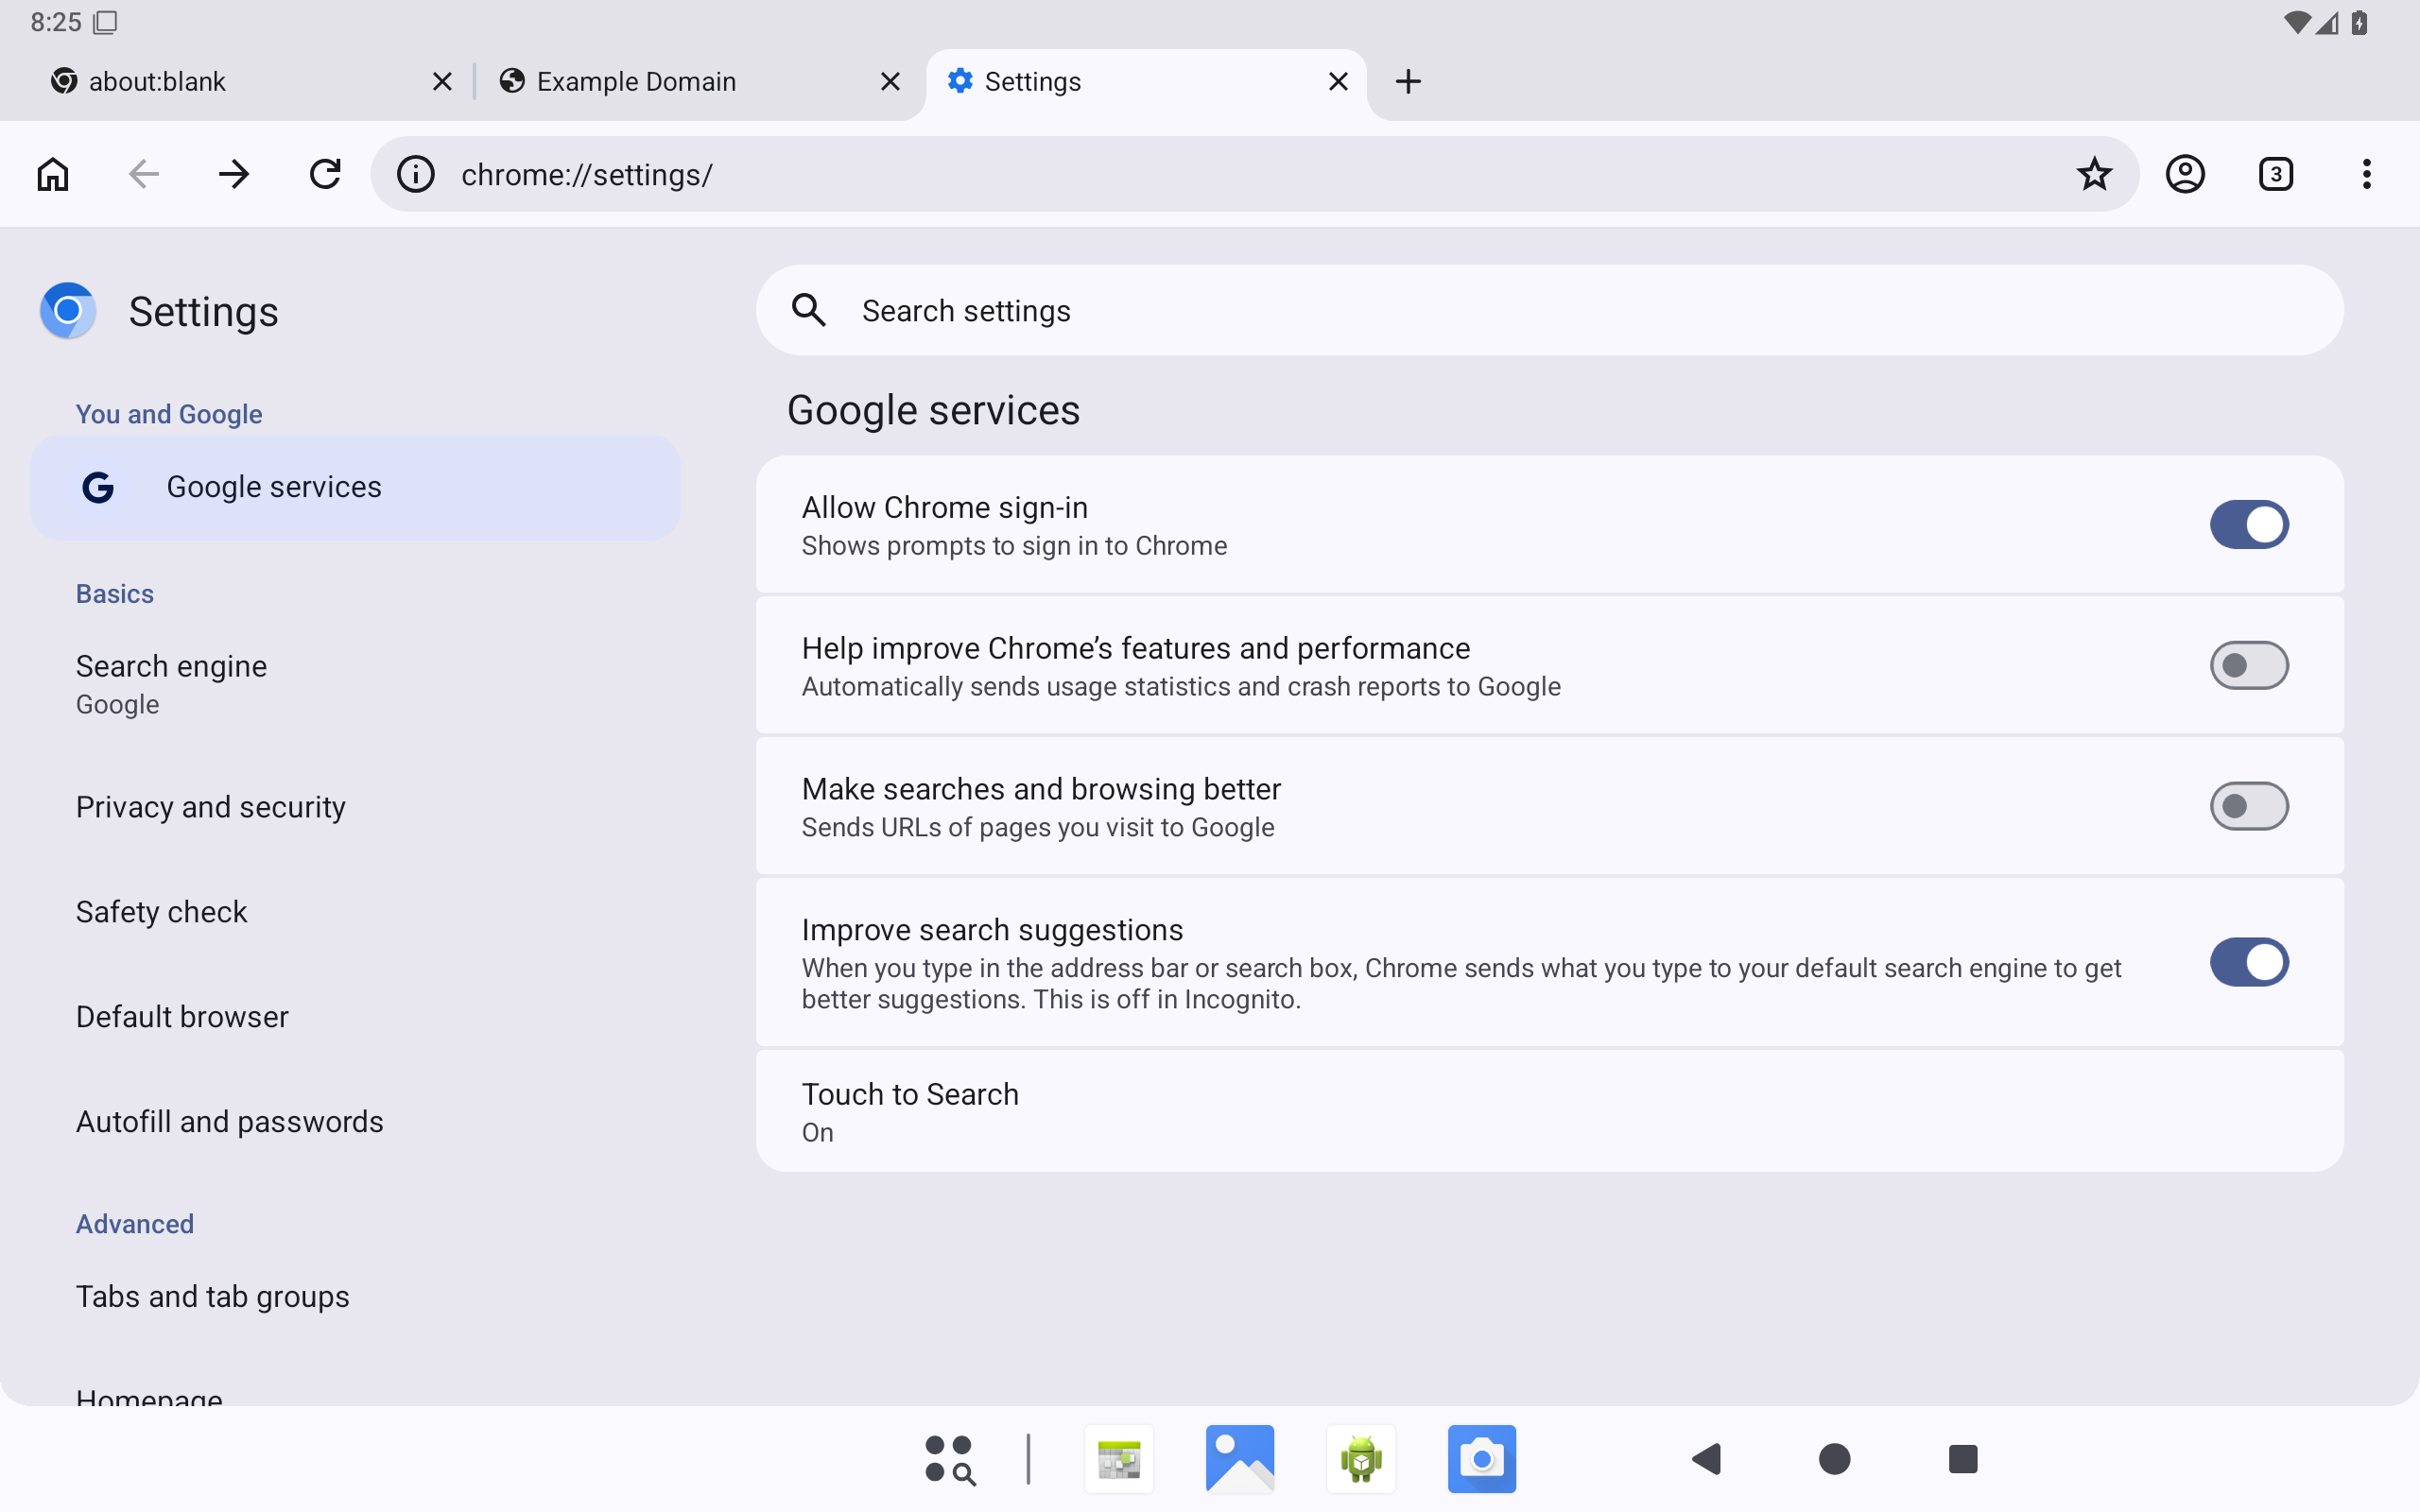 8:25
about:blank
Example Domain
Settings
chrome://settings/
3
Settings
Search settings
You and Google
Google services
Google services
Allow Chrome sign-in
Shows prompts to sign in to Chrome
Basics
Help improve Chrome’s features and performance
Automatically sends usage statistics and crash reports to Google
Search engine
Google
Make searches and browsing better
Sends URLs of pages you visit to Google
Privacy and security
Safety check
Improve search suggestions
When you type in the address bar or search box, Chrome sends what you type to your default search engine to get
better suggestions. This is off in Incognito.
Default browser
Autofill and passwords
Touch to Search
On
Advanced
Tabs and tab groups
Homepage